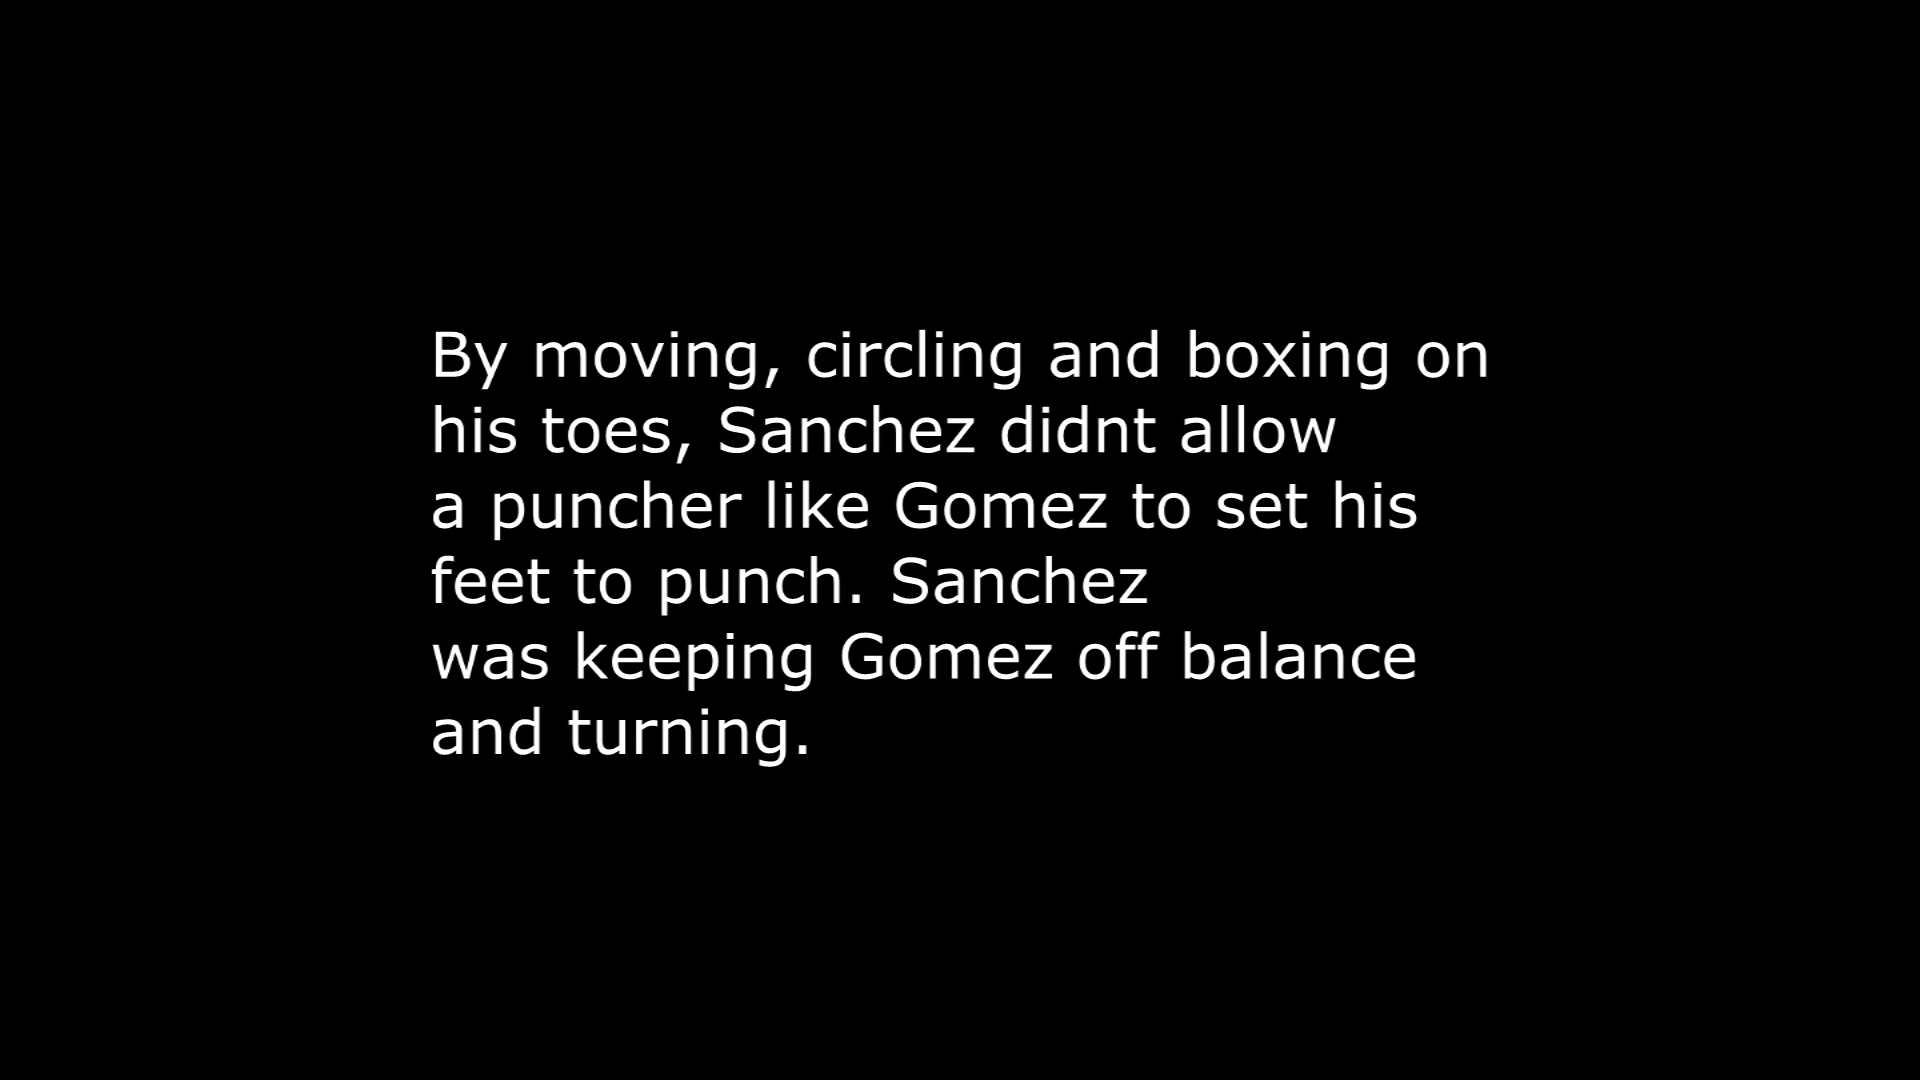 By moving, circling and boxing on
his toes, Sanchez didnt allow
a puncher like Gomez to set his
feet to punch. Sanchez
was keeping Gomez off balance
and turning.